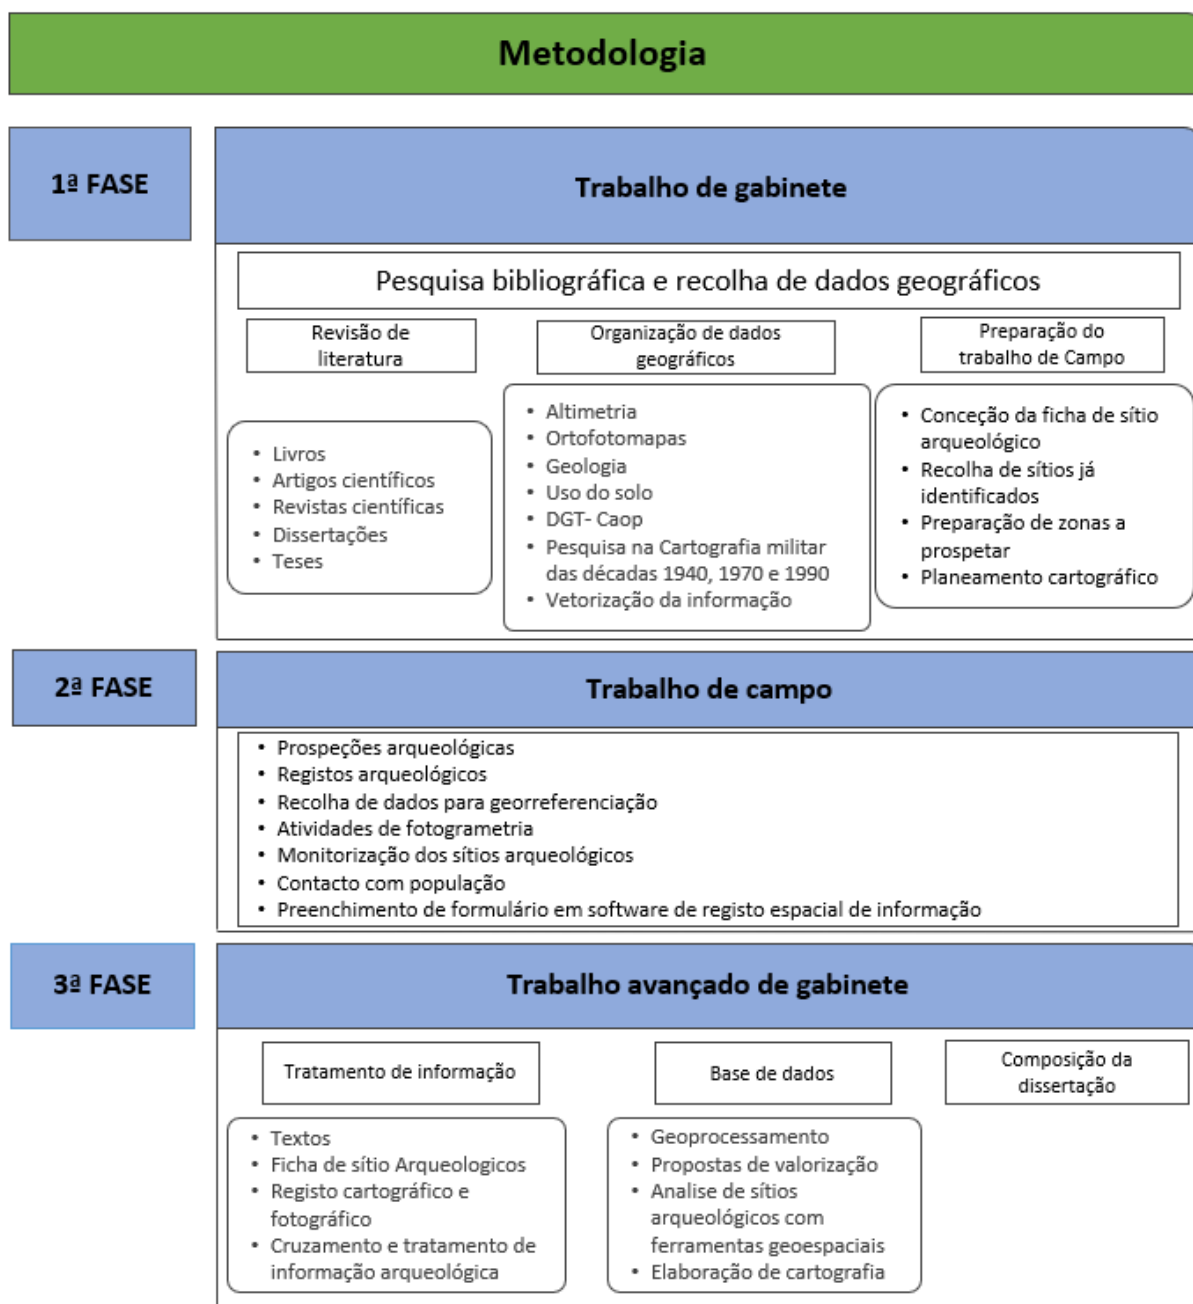 Metodologia
1ª FASE
Trabalho de gabinete
Pesquisa bibliográfica e recolha de dados geográficos
Revisão de
literatura
• Livros
• Artigos científicos
• Revistas científicas
• Dissertações
• Teses
Organização de dados
geográficos
• Altimetria
• Ortofotomapas
• Geologia
• Uso do solo
• DGT- Caop
• Pesquisa na Cartografia militar
das décadas 1940, 1970 e 1990
• Vetorização da informação
Preparação do
trabalho de Campo
• Conceção da ficha de sítio
arqueológico
• Recolha de sítios já
identificados
• Preparação de zonas a
prospetar
• Planeamento cartográfico
2ª FASE
Trabalho de campo
• Prospeções arqueológicas
• Registos arqueológicos
• Recolha de dados para georreferenciação
• Atividades de fotogrametria
• Monitorização dos sítios arqueológicos
• Contacto com população
• Preenchimento de formulário em software de registo espacial de informação
3ª FASE
Trabalho avançado de gabinete
Tratamento de informação
• Textos
• Ficha de sítio Arqueologicos
• Registo cartográfico e
fotográfico
• Cruzamento e tratamento de
informação arqueológica
Base de dados
• Geoprocessamento
• Propostas de valorização
• Analise de sítios
arqueológicos com
ferramentas geoespaciais
• Elaboração de cartografia
Composição da
dissertação